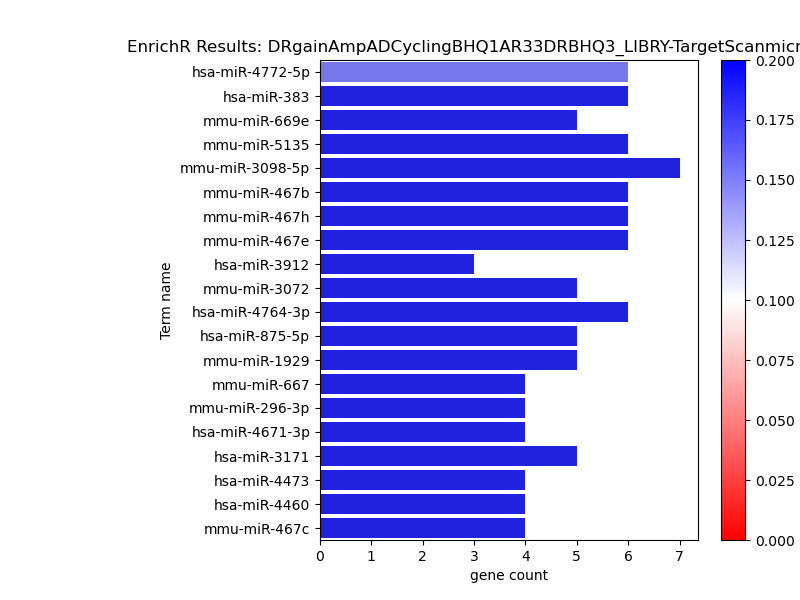 EnrichR Results: DRgainAmpADCyclingBHQ1AR33DRBHQ3_LIBRY-TargetScanmicr
hsa-miR-4772-5p
hsa-miR-383
mmu-miR-669e
mmu-miR-5135
mmu-miR-3098-5p
mmu-miR-467b
mmu-miR-467h
mmu-miR-467e
hsa-miR-3912
mmu-miR-3072
hsa-miR-4764-3p
hsa-miR-875-5p
mmu-miR-1929
mmu-miR-667
mmu-miR-296-3p
hsa-miR-4671-3p
hsa-miR-3171
hsa-miR-4473
hsa-miR-4460
mmu-miR-467c
Term name
0 1 2 3 4 5 6 7
gene count
0.200
0.175
0.150
0.125
0.100
0.075
0.050
0.025
0.000